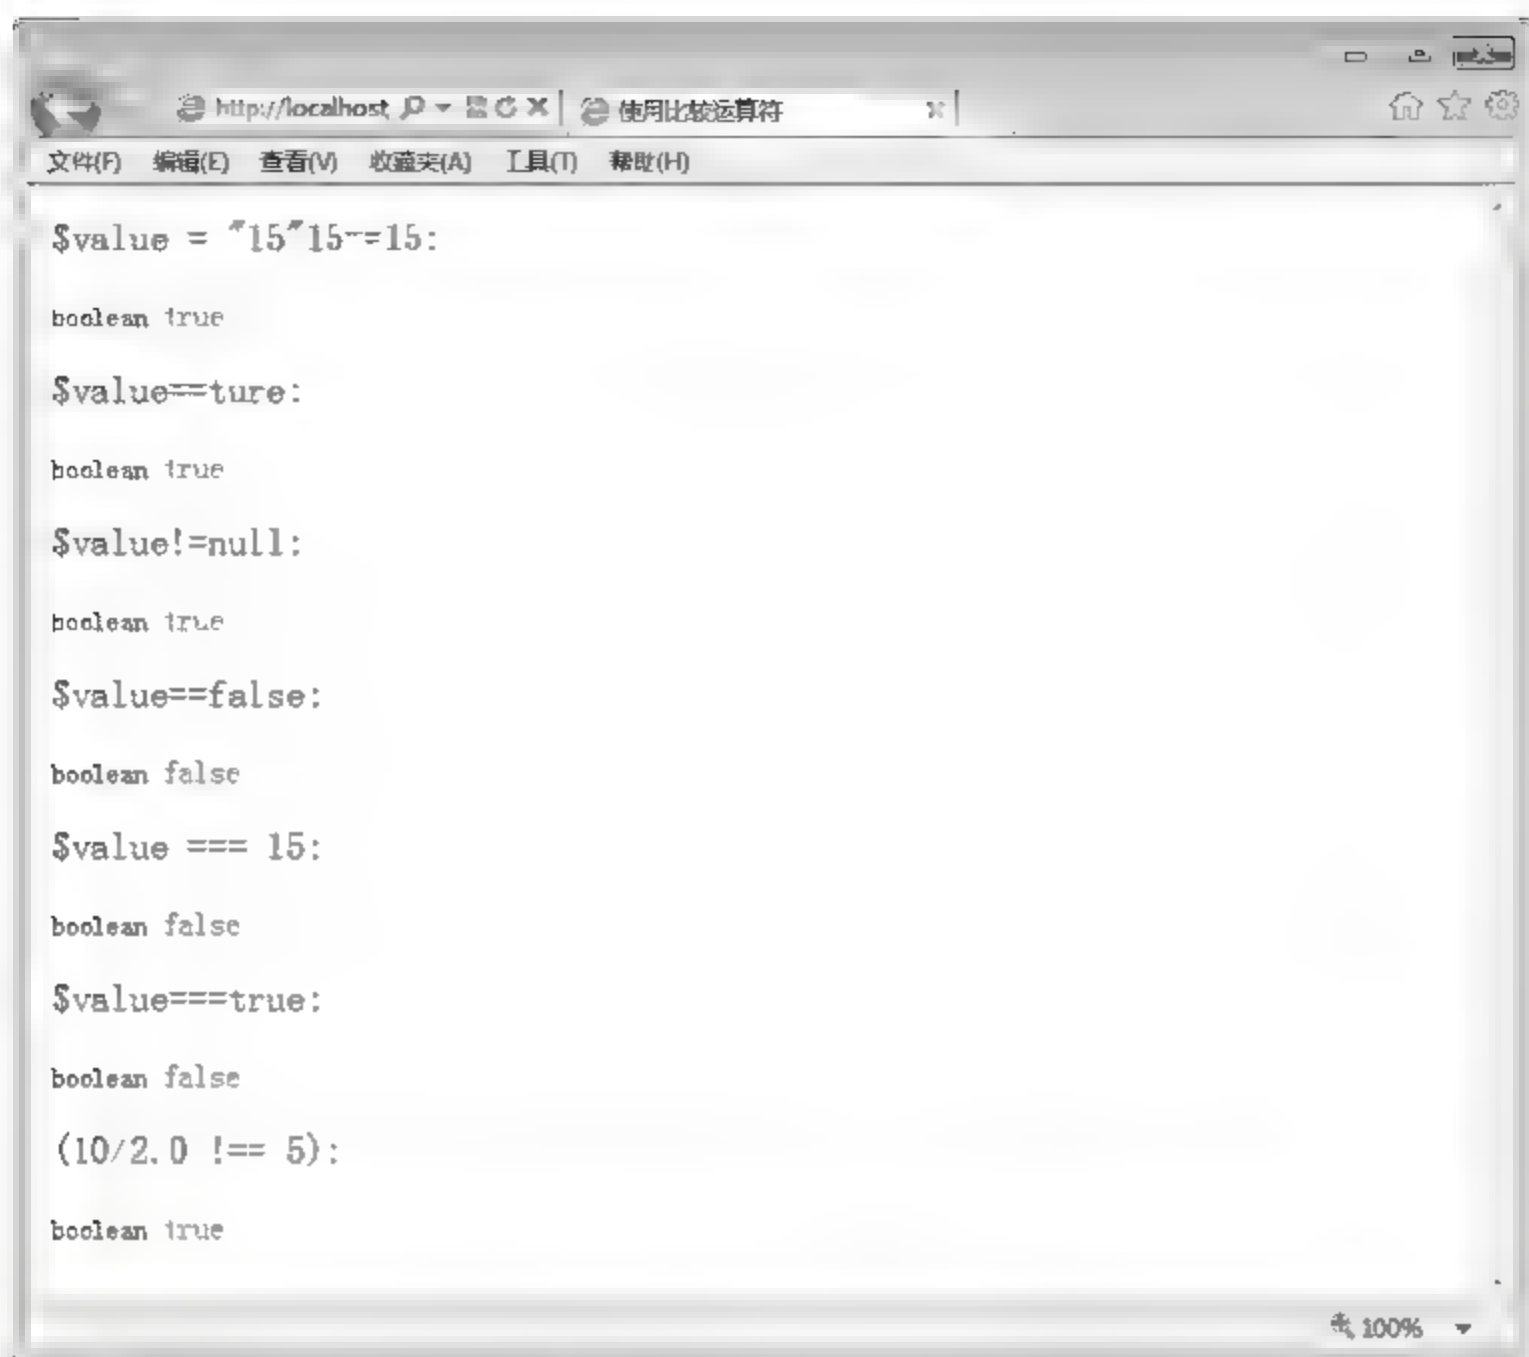 http://localhost
使用比较运算符
文件(F) 编辑(E) 查看(V) 收藏夹(A) 工具(T) 帮助(H)
$value = "15"15==15:
boolean true
$value==ture:
boolean true
$value!=null:
boolean true
$value==false:
boolean false
$value === 15:
boolean false
$value===true:
boolean false
(10/2.0 !== 5):
boolean true
100%